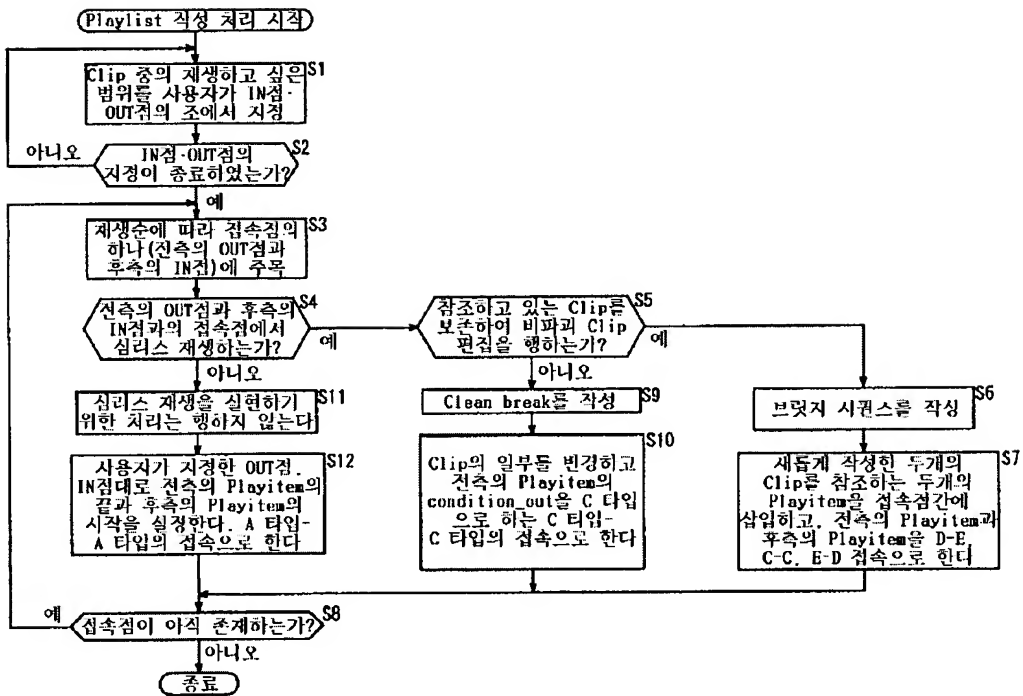 Playlist 작성 처리 시작
S1
Clip 중의 재생하고 싶은
범위를 사용자가 IN점·
OUT점의 조에서 지정
S2
아니오
IN점·OUT점의
지정이 종료하였는가?
예
S3
재생순에 따라 접속점의
하나(전측의 OUT점과
후측의 IN점)에 주목
S4
전측의 OUT점과 후측의
IN점과의 접속점에서
심리스 재생하는가?
예
아니오
S5
참조하고 있는 Clip를
보존하여 비파괴 Clip
편집을 행하는가?
예
아니오
S11
심리스 재생을 실현하기
위한 처리는 행하지 않는다
S9
Clean break를 작성
S6
브릿지 시퀀스를 작성
S12
사용자가 지정한 OUT점,
IN점대로 전측의 Playitem의
끝과 후측의 Playitem의
시작을 설정한다. A 타입-
A 타입의 접속으로 한다
S10
Clip의 일부를 변경하고
전측의 Playitem의
condition_out을 C 타입
으로 하는 C 타입-
C 타입의 접속으로 한다
S7
새롭게 작성한 두개의
Clip를 참조하는 두개의
Playitem을 접속점간에
삽입하고, 전측의 Playitem과
후측의 Playitem을 D-E,
C-C, E-D 접속으로 한다
S8
예
접속점이 아직 존재하는가?
아니오
종료